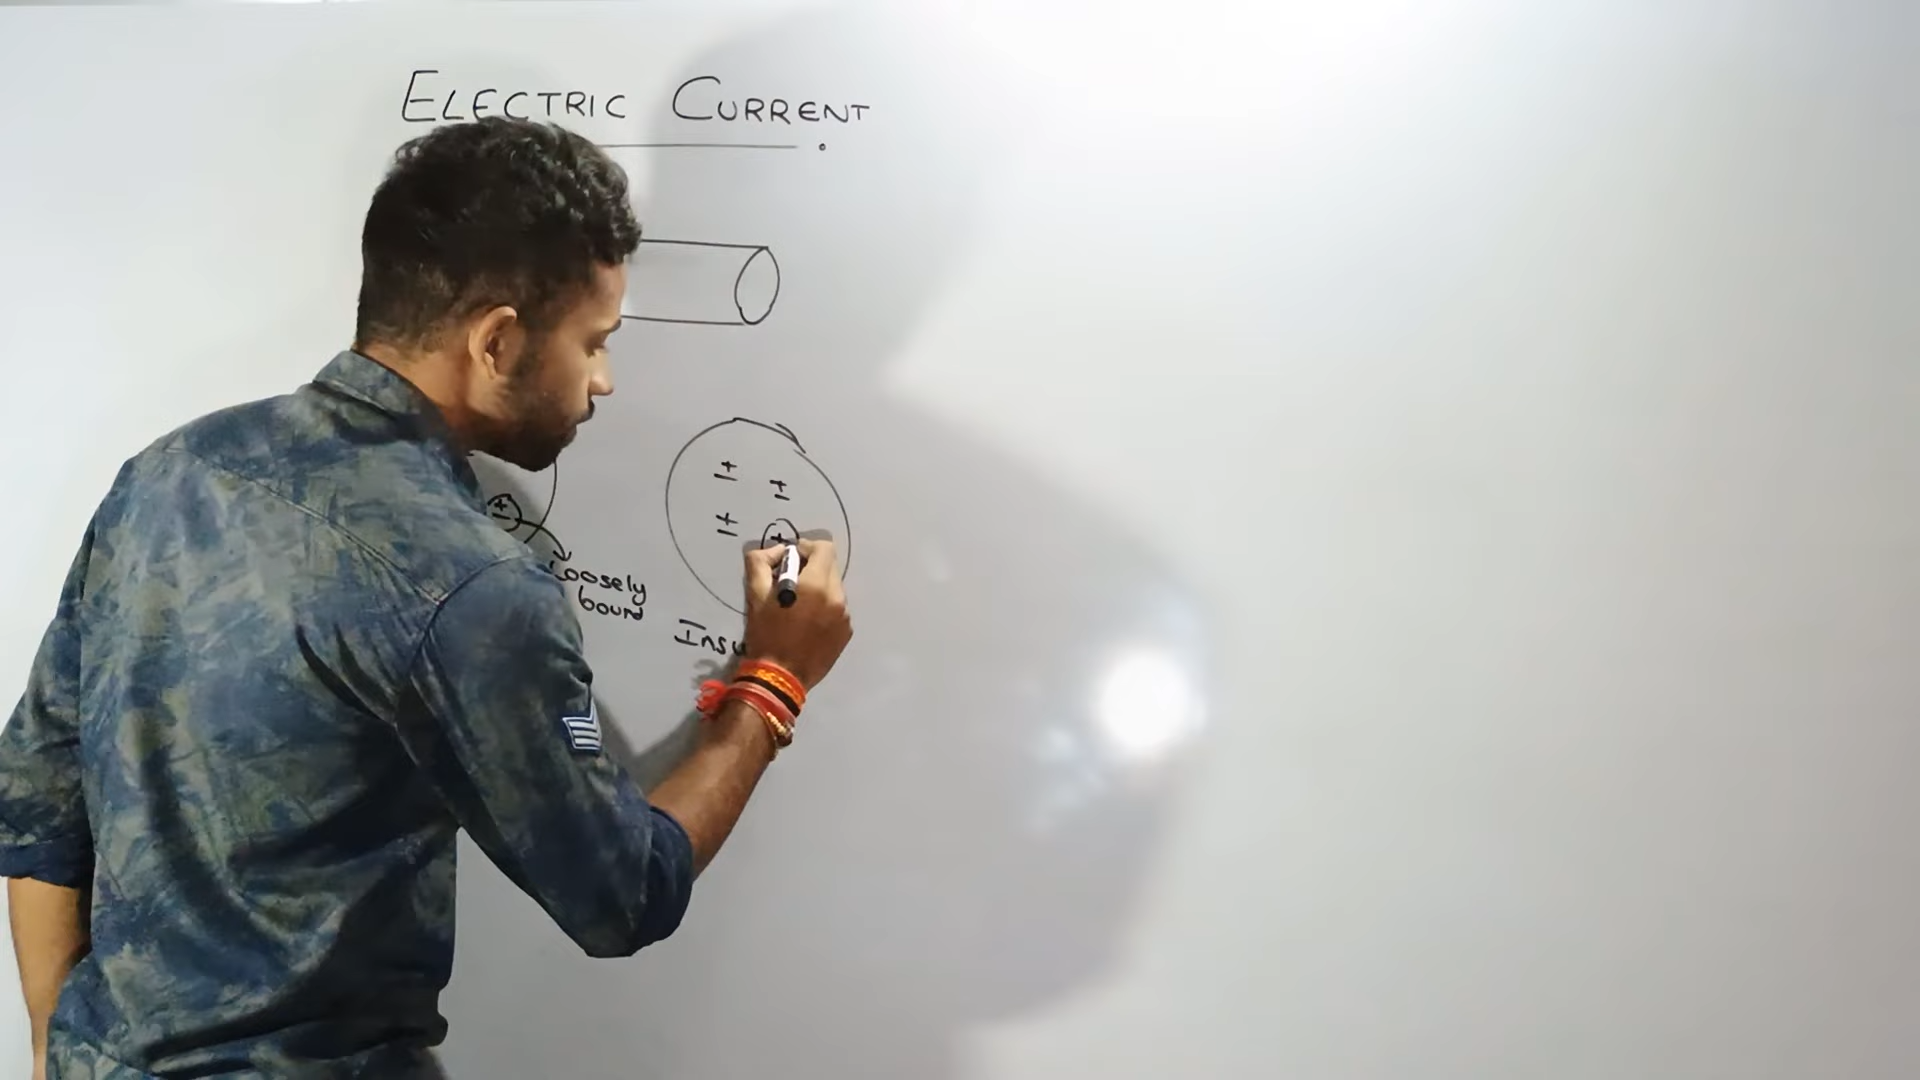 ELECTRIC CURRENT
+ -
+ -
+ -
+ -
Loosely
bound
+
Insu